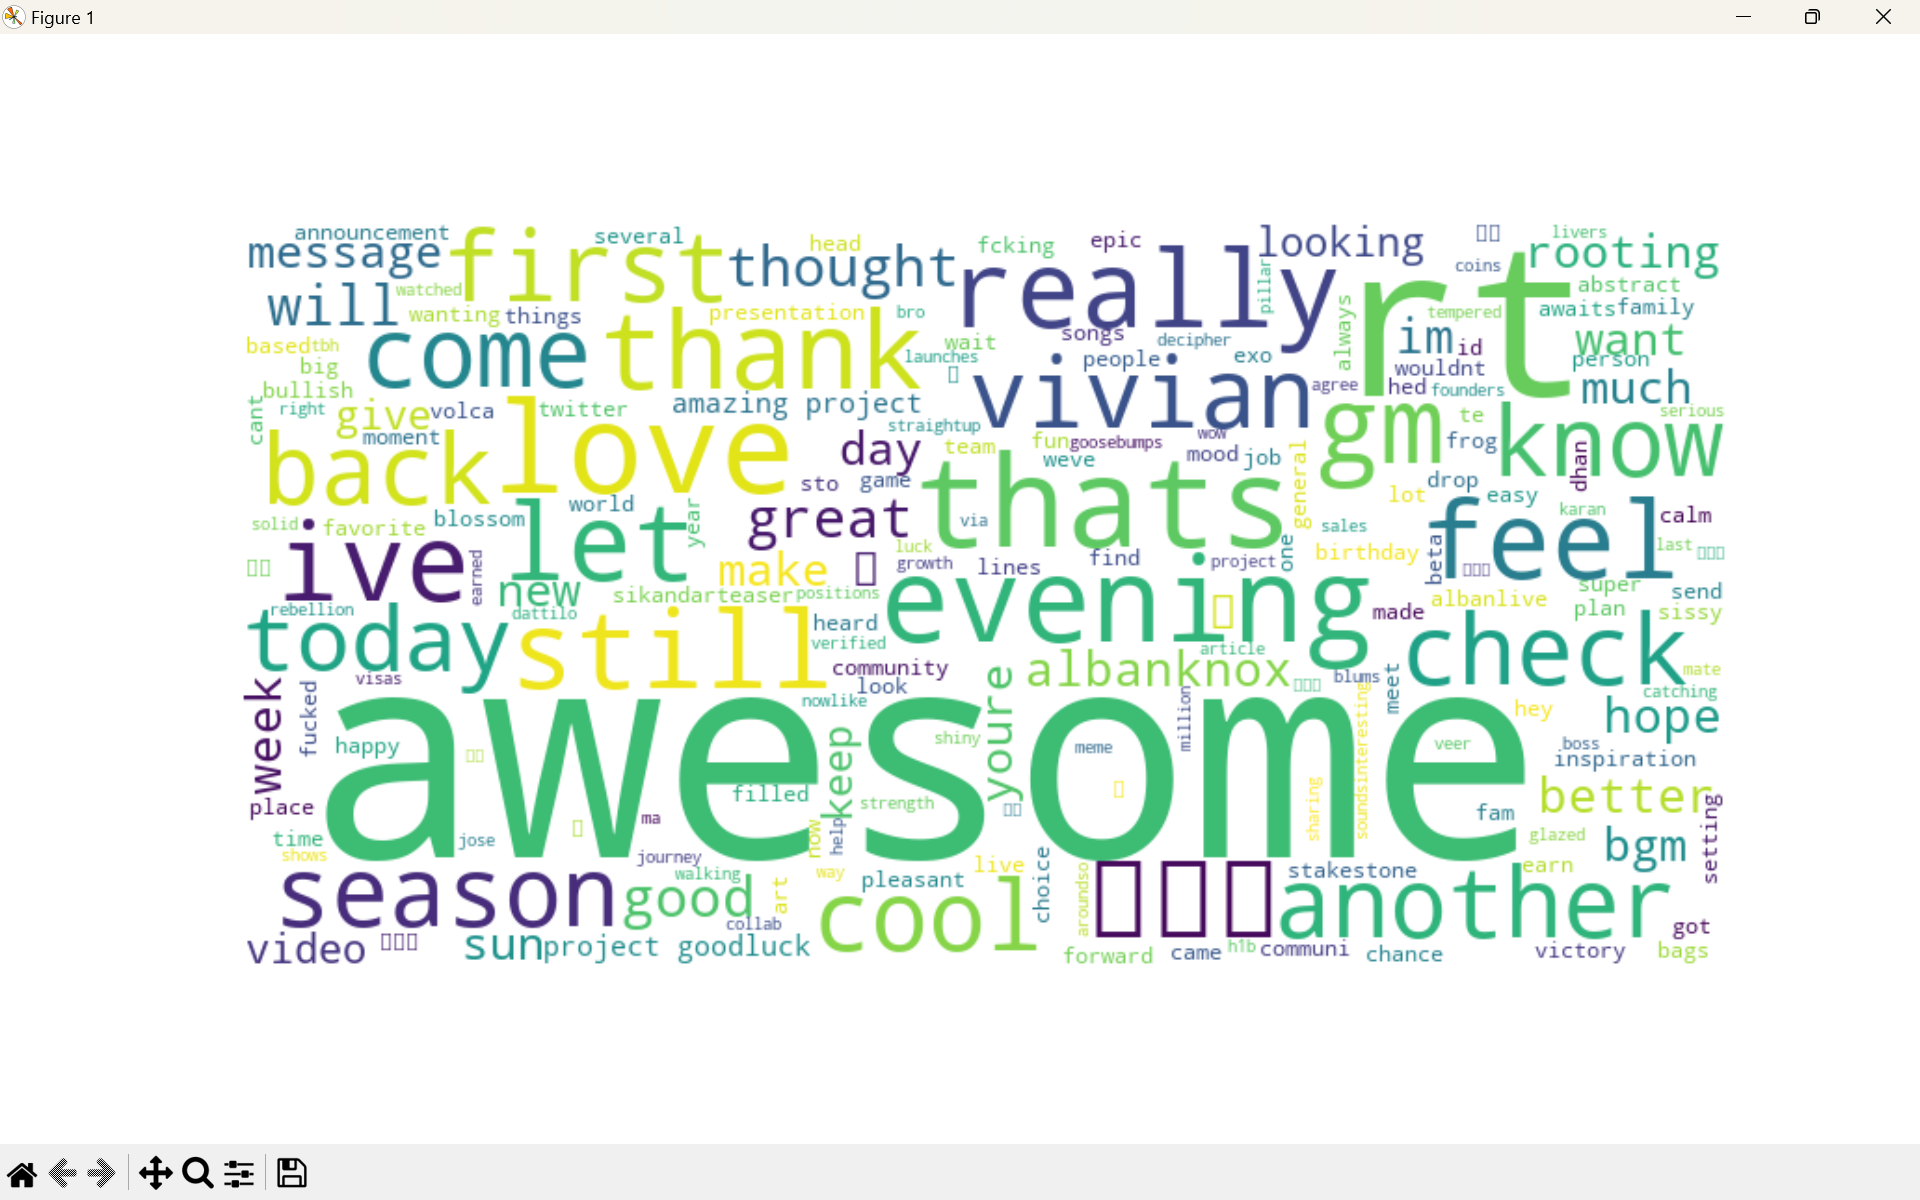 Figure 1
announcement
message
first
several
head
thought
fcking
epic
really
looking
livers
rooting
coins
rt
will
watched
wanting
things
presentation
bro
pillar
abstract
awaits
family
tempered
always
im
id
want
person
based
tbh
big
bullish
come
thank
wait
launches
songs
decipher
people
exo
vivian
agree
wouldnt
hed
founders
much
cant
right
give
volca
moment
love
twitter
amazing project
straightup
gm
te
frog
know
serious
back
day
team
fun
goosebumps
wow
weve
mood
job
general
dhan
sto
game
thats
drop
lot
easy
karan
calm
solid
favorite
blossom
world
let
year
great
via
sales
feel
last
ive
earned
new
make
luck
growth
lines
find
project
one
birthday
beta
super
send
sikandarteaser
positions
evening
made
albanlive
plan
sissy
rebellion
dattilo
today
still
heard
verified
community
look
article
albanknox
blums
meet
check
mate
catching
visas
week
fucked
nowlike
youre
million
soundsinteresting
hey
hope
happy
awesome
keep
shiny
meme
veer
boss
inspiration
filled
strength
sharing
fam
better
setting
place
ma
time
shows
jose
now
help
glazed
bgm
journey
walking
way
pleasant
live
choice
aroundso
stakestone
earn
season
good
art
collab
cool
another
got
video
sun
project
goodluck
forward
came
h1b
communi
chance
victory
bags